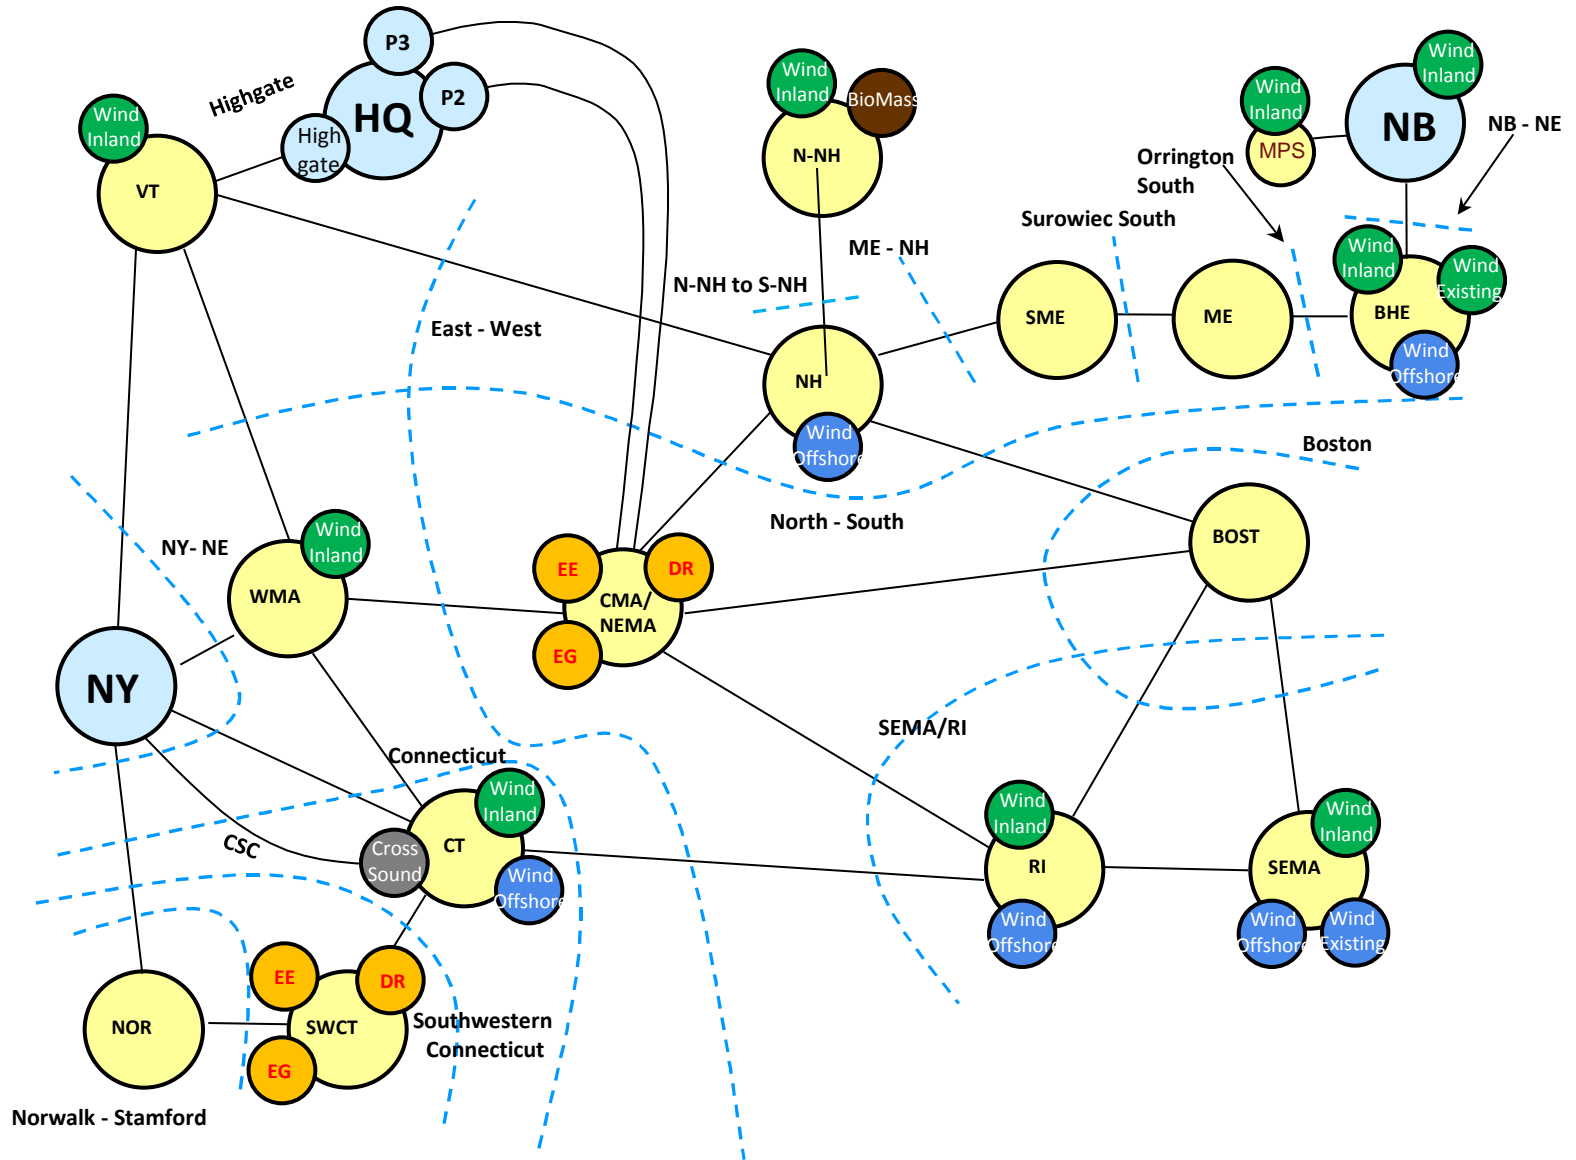 P3
Highgate
P2
HQ
High
gate
Wind
Inland
VT
Wind
Inland
BioMass
N-NH
Wind
Inland
MPS
NB
Wind
Inland
NB - NE
Orrington
South
Surowiec South
ME - NH
N-NH to S-NH
East - West
SME
ME
Wind
Inland
Wind
Existing
BHE
Wind
Offshore
NH
Wind
Offshore
Boston
North - South
BOST
NY- NE
Wind
Inland
WMA
EE
DR
CMA/
NEMA
EG
NY
SEMA/RI
Connecticut
Wind
Inland
CT
Cross
Sound
Wind
Offshore
CSC
Wind
Inland
RI
Wind
Offshore
Wind
Inland
SEMA
Wind
Offshore
Wind
Existing
NOR
EE
DR
SWCT
EG
Southwestern
Connecticut
Norwalk - Stamford